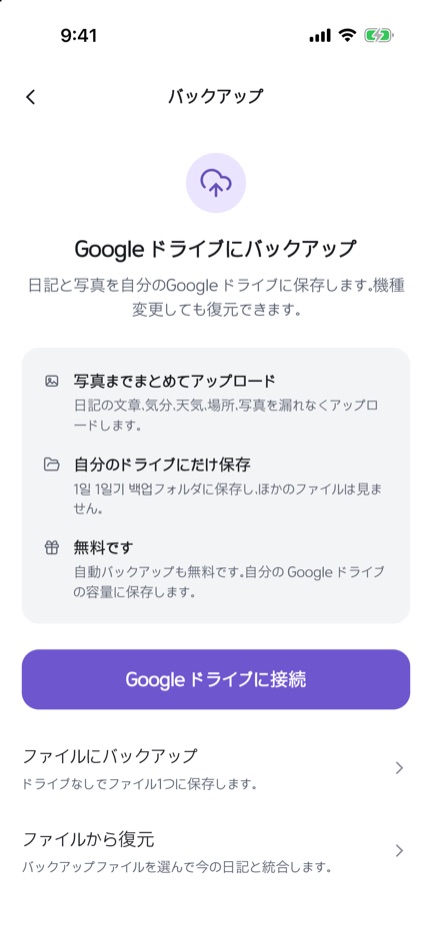 9:41
バックアップ
Google ドライブにバックアップ
日記と写真を自分のGoogle ドライブに保存します。機種
変更しても復元できます。
写真までまとめてアップロード
日記の文章、気分、天気、場所、写真を漏れなくアップロ
ードします。
自分のドライブにだけ保存
1일 1일기 백업フォルダに保存し、ほかのファイルは見ま
せん。
無料です
自動バックアップも無料です。自分の Google ドライブ
の容量に保存します。
Google ドライブに接続
ファイルにバックアップ
ドライブなしでファイル1つに保存します。
ファイルから復元
バックアップファイルを選んで今の日記と統合します。